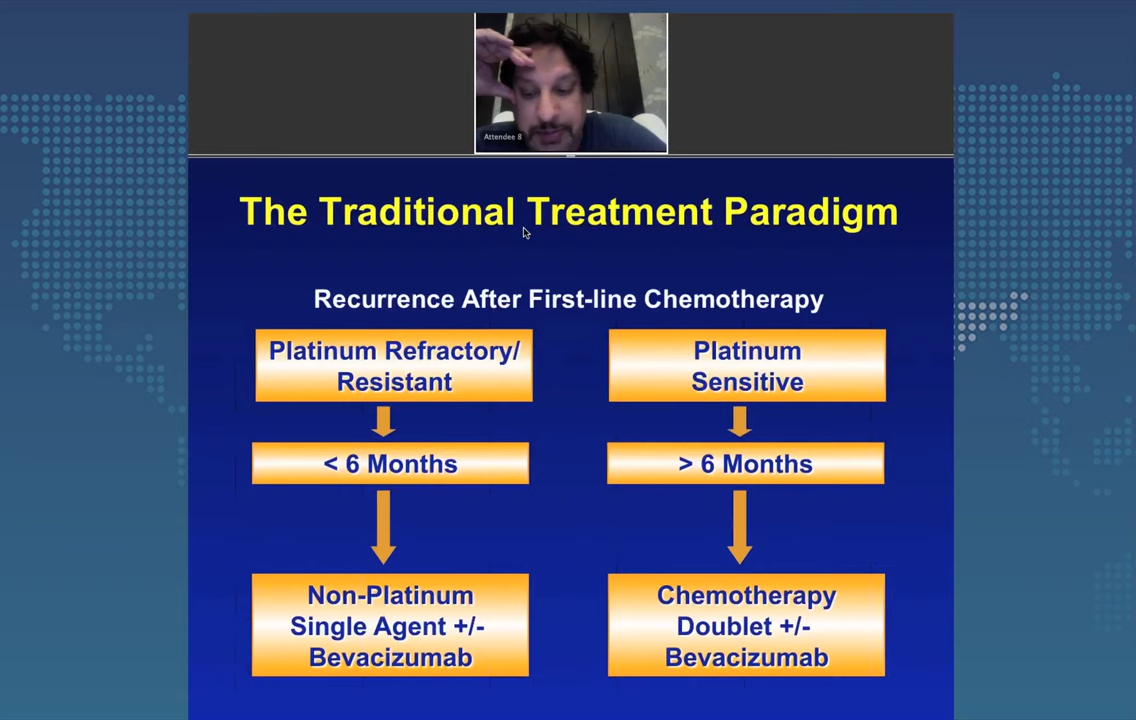 Attendee 8
The Traditional Treatment Paradigm
Recurrence After First-line Chemotherapy
Platinum Refractory/
Resistant
Platinum
Sensitive
< 6 Months
> 6 Months
Non-Platinum
Single Agent +/-
Bevacizumab
Chemotherapy
Doublet +/-
Bevacizumab